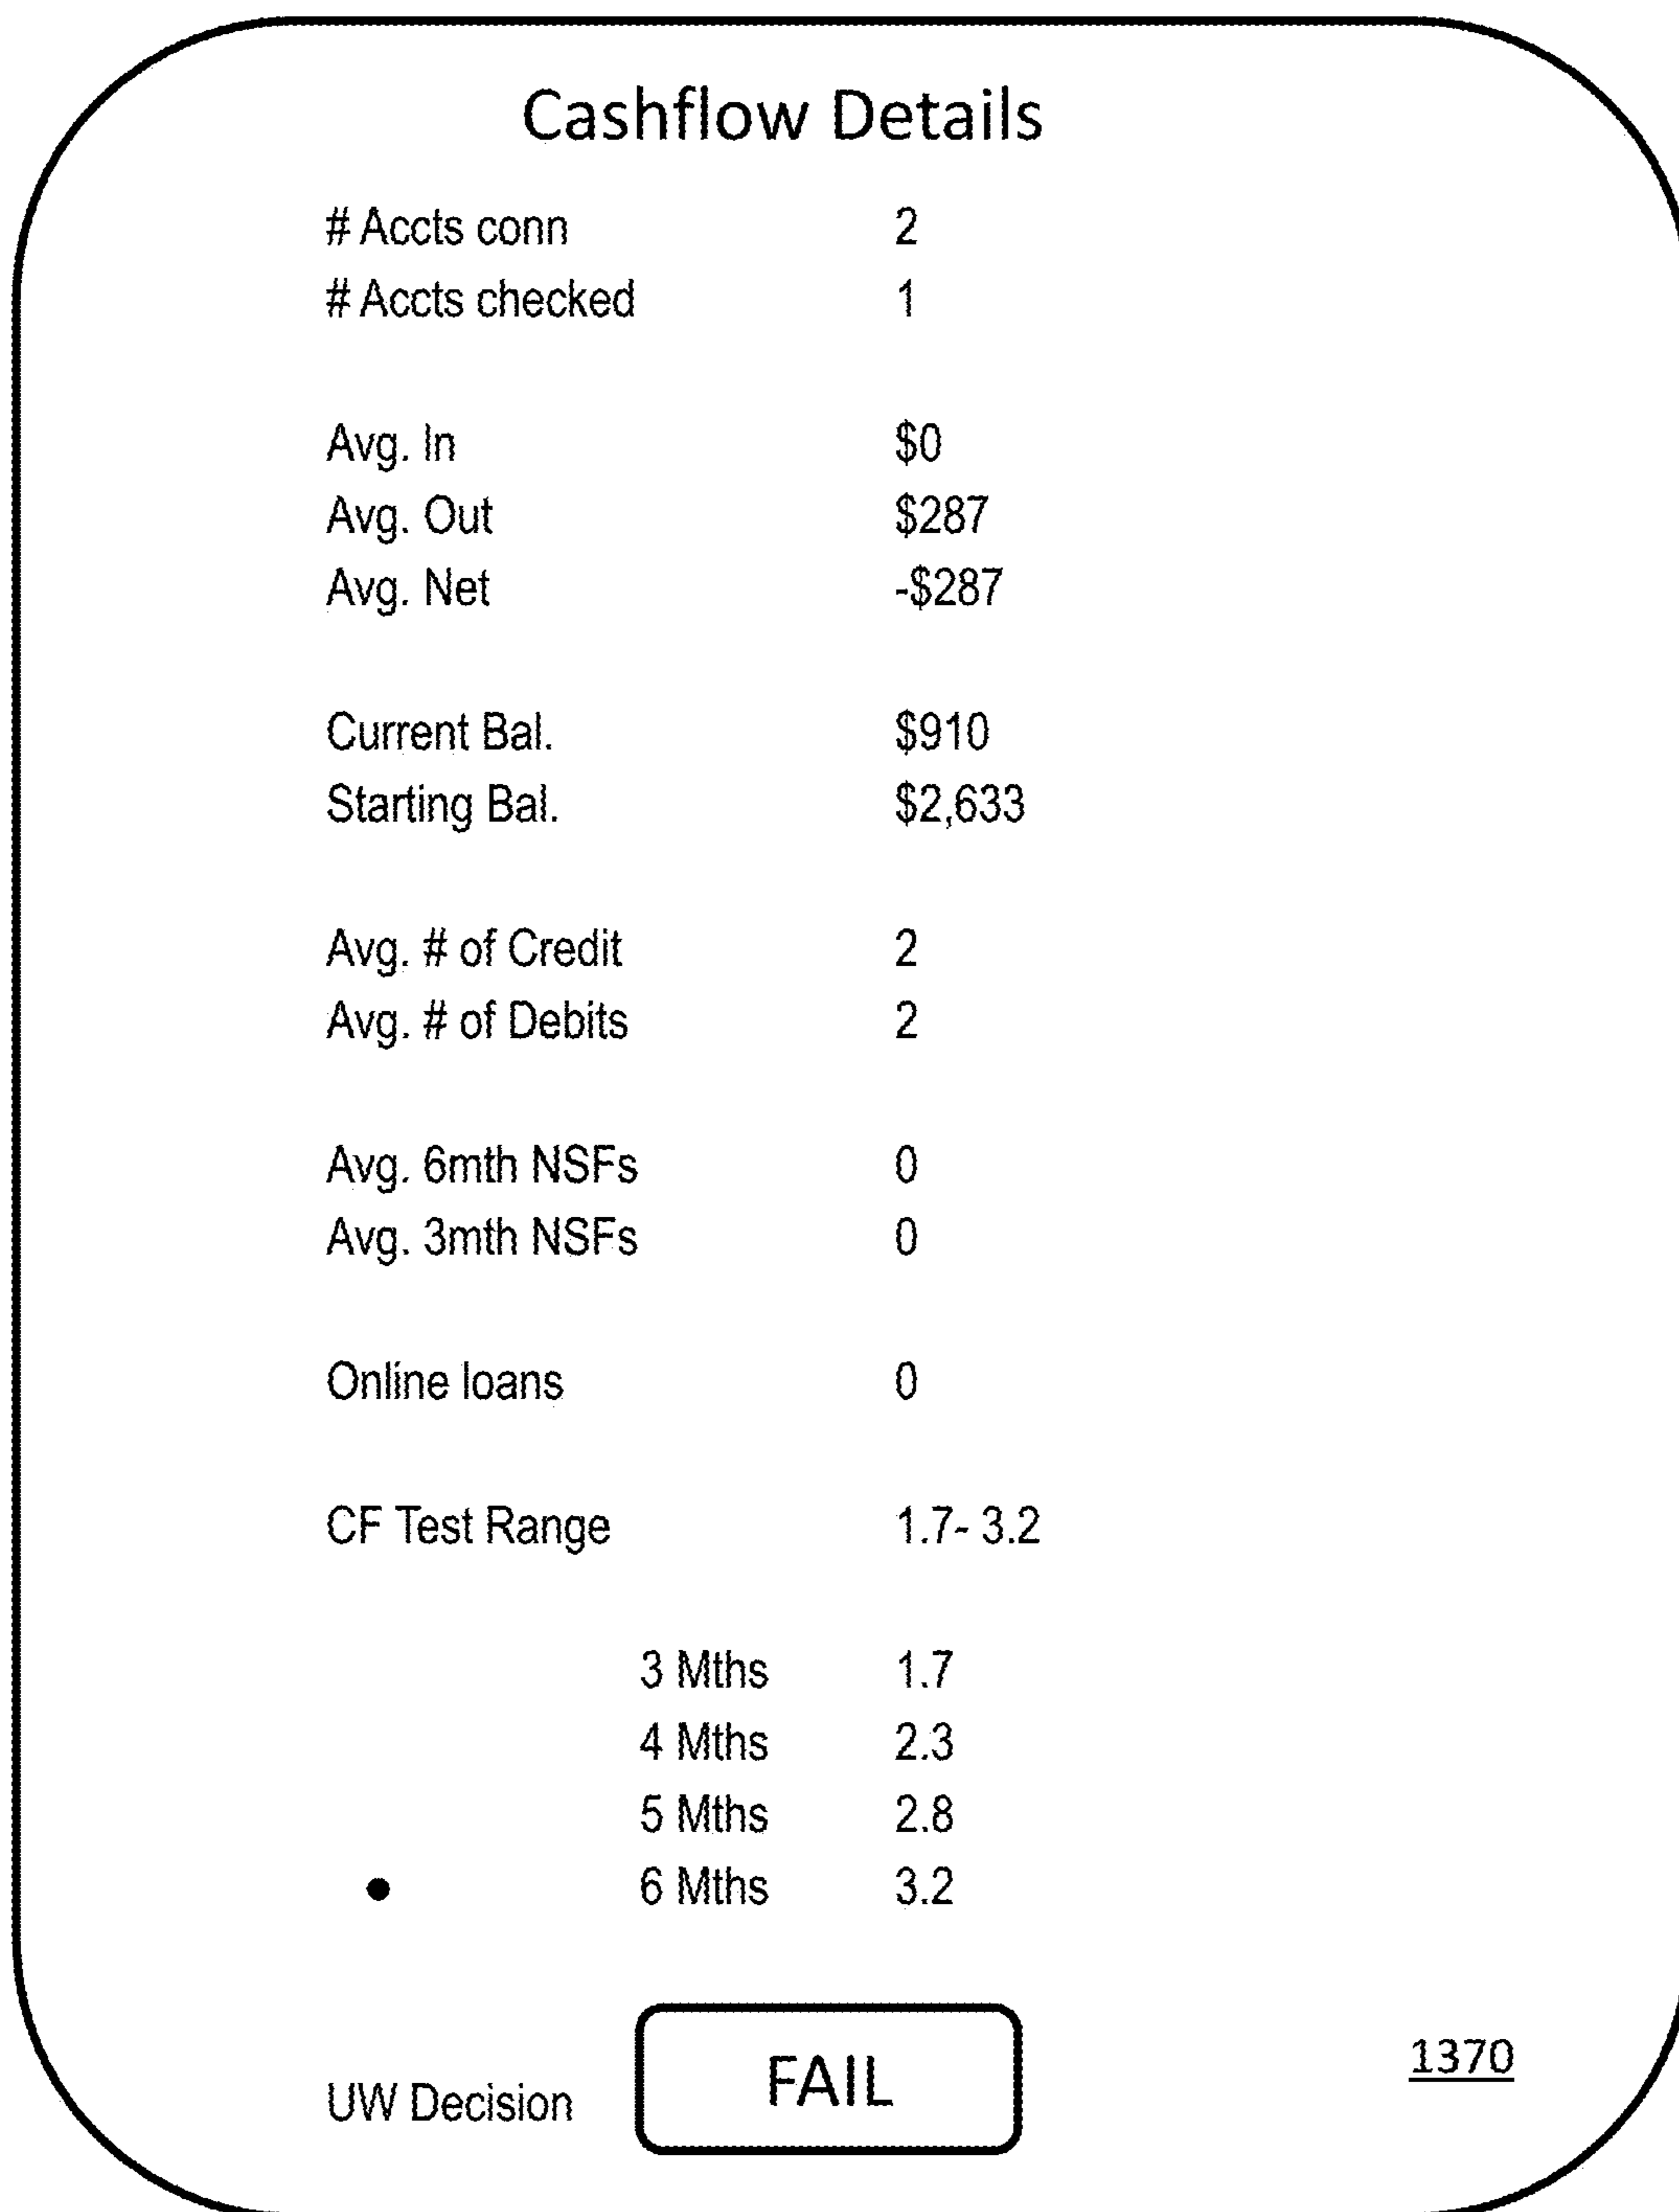 Cashflow Details
# Accts conn 2
# Accts checked 1
Avg. In $0
Avg. Out $287
Avg. Net -$287
Current Bal. $910
Starting Bal. $2,633
Avg. # of Credit 2
Avg. # of Debits 2
Avg. 6mth NSFs 0
Avg. 3mth NSFs 0
Online loans 0
CF Test Range 1.7- 3.2
3 Mths 1.7
4 Mths 2.3
5 Mths 2.8
• 6 Mths 3.2
UW Decision FAIL
1370